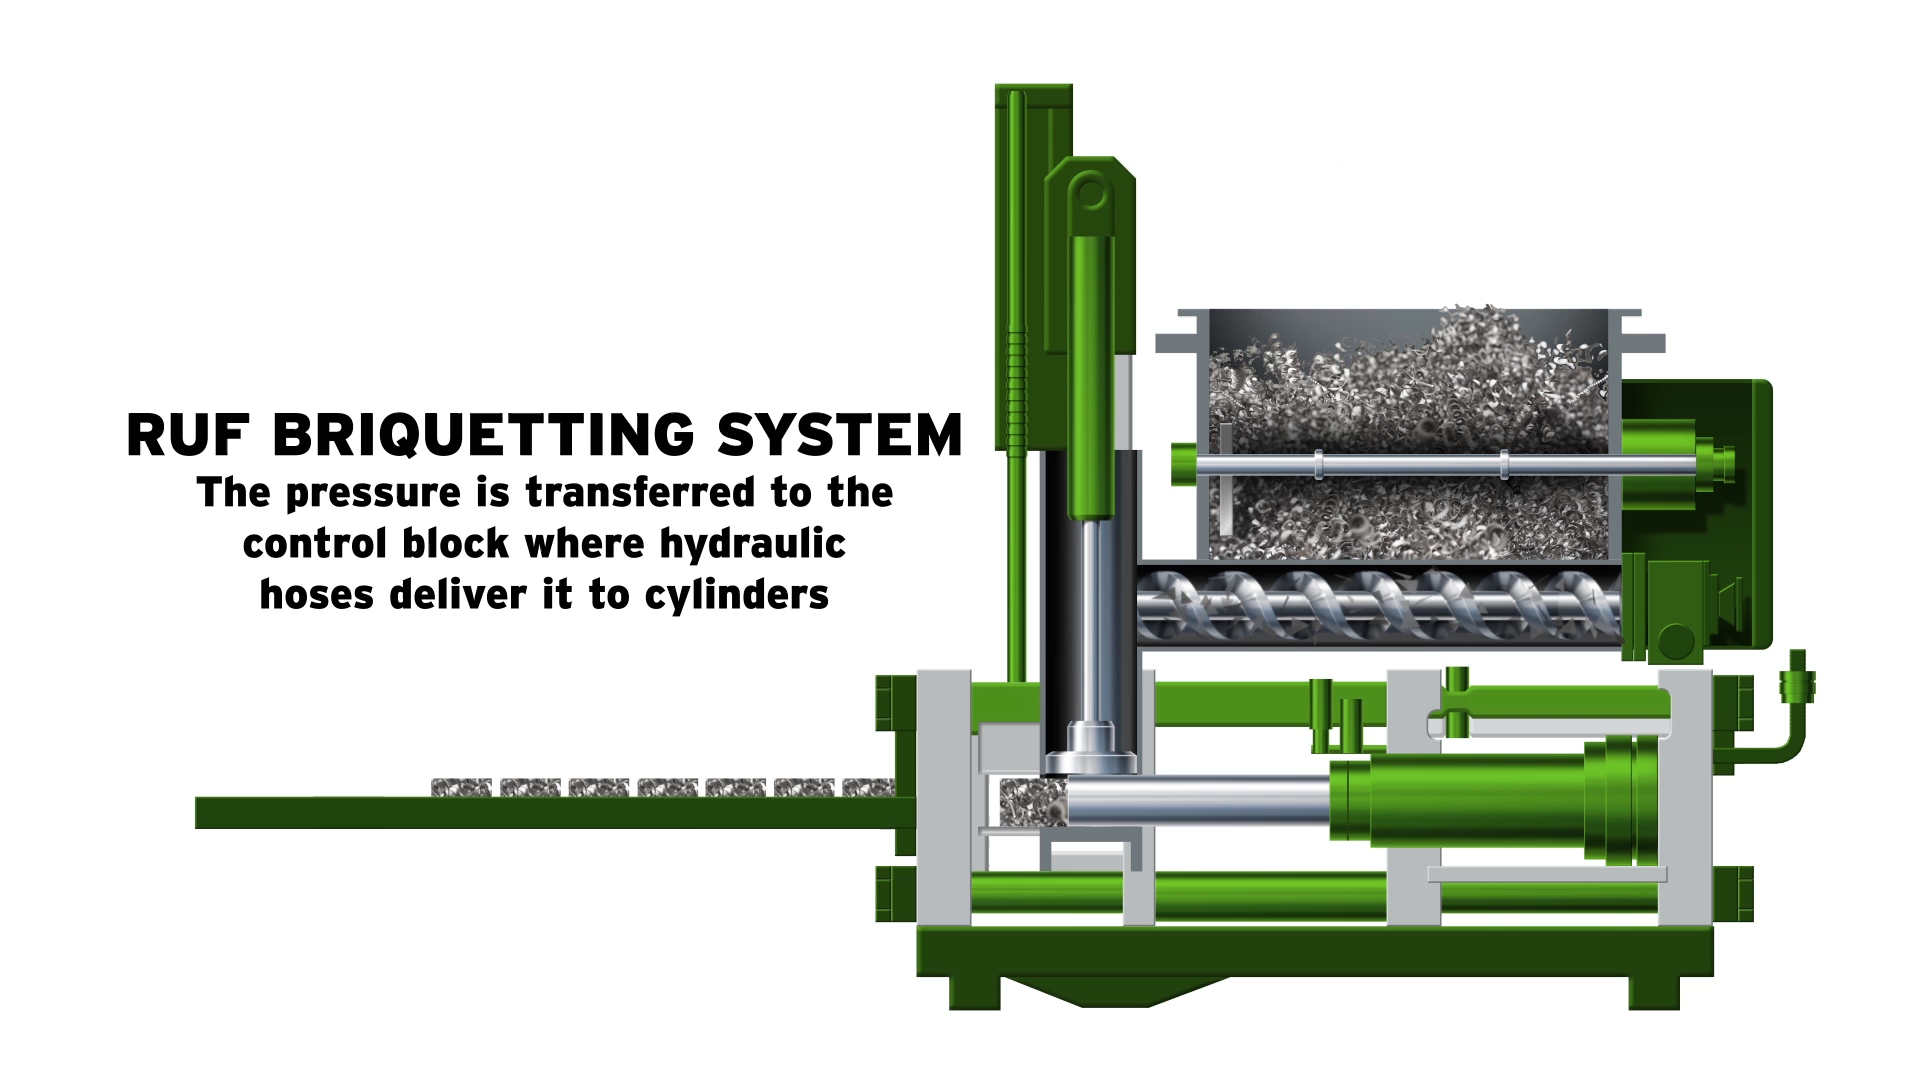 RUF BRIQUETTING SYSTEM
The pressure is transferred to the
control block where hydraulic
hoses deliver it to cylinders